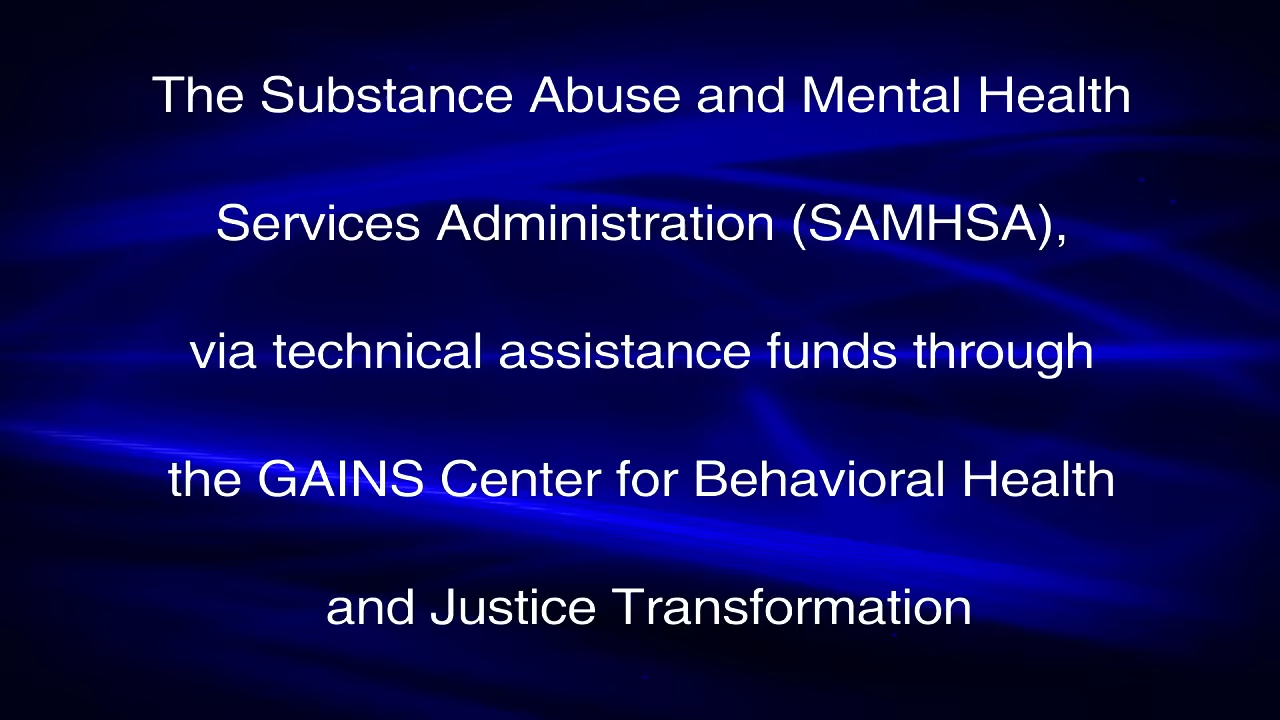 The Substance Abuse and Mental Health
Services Administration (SAMHSA),
via technical assistance funds through
the GAINS Center for Behavioral Health
and Justice Transformation